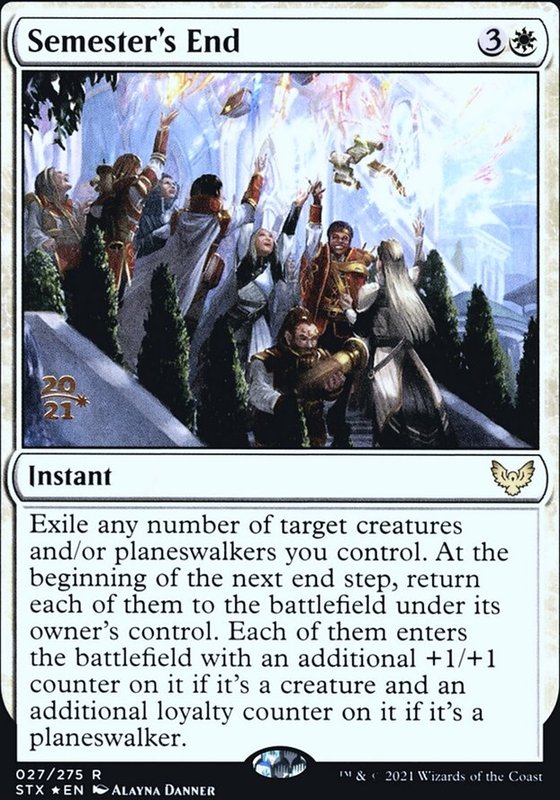 Semester's End 3
20
21
Instant
Exile any number of target creatures
and/or planeswalkers you control. At the
beginning of the next end step, return
each of them to the battlefield under its
owner's control. Each of them enters
the battlefield with an additional +1/+1
counter on it if it's a creature and an
additional loyalty counter on it if it's a
planeswalker.
027/275 R
STX ★ EN ALAYNA DANNER
™ & © 2021 Wizards of the Coast